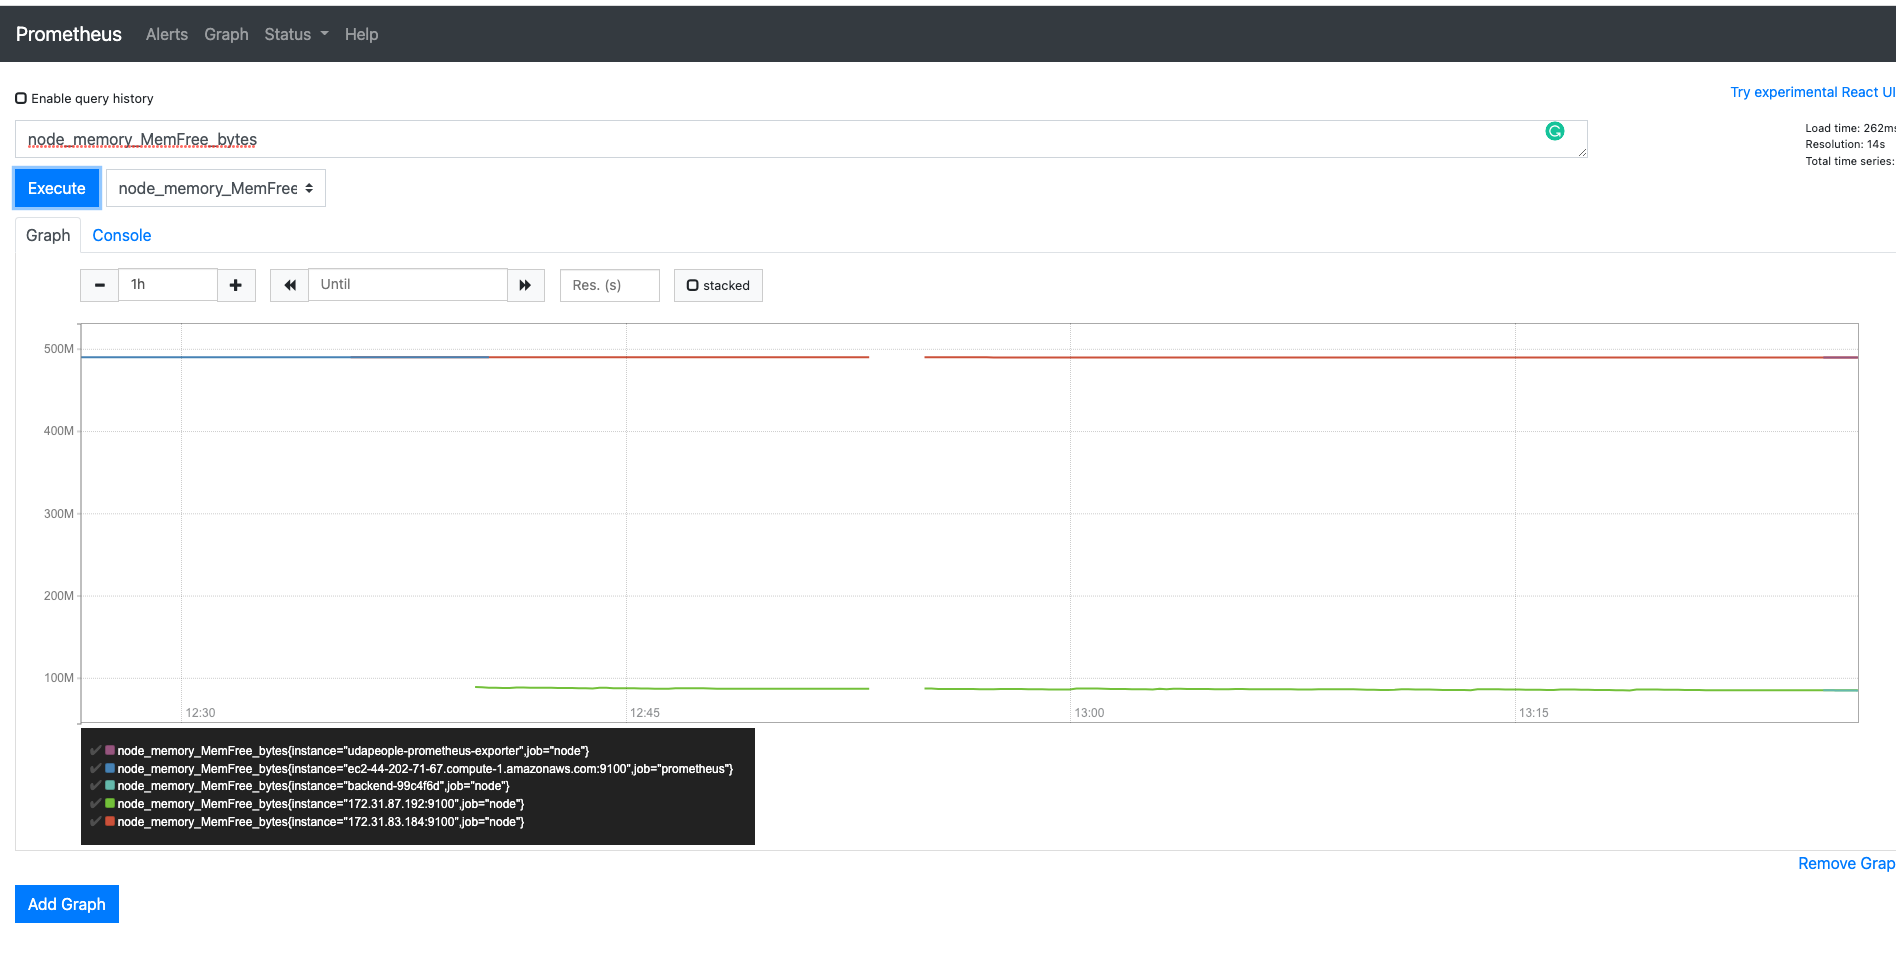 Prometheus Alerts Graph Status Help
Enable query history
Try experimental React UI
node_memory_MemFree_bytes
Load time: 262ms
Resolution: 14s
Total time series:
Execute node_memory_MemFree
Graph Console
1h Until Res. (s) stacked
500M
400M
300M
200M
100M
12:30 12:45 13:00 13:15
node_memory_MemFree_bytes{instance="udapeople-prometheus-exporter",job="node"}
node_memory_MemFree_bytes{instance="ec2-44-202-71-67.compute-1.amazonaws.com:9100",job="prometheus"}
node_memory_MemFree_bytes{instance="backend-99c4f6d",job="node"}
node_memory_MemFree_bytes{instance="172.31.87.192:9100",job="node"}
node_memory_MemFree_bytes{instance="172.31.83.184:9100",job="node"}
Remove Grap
Add Graph